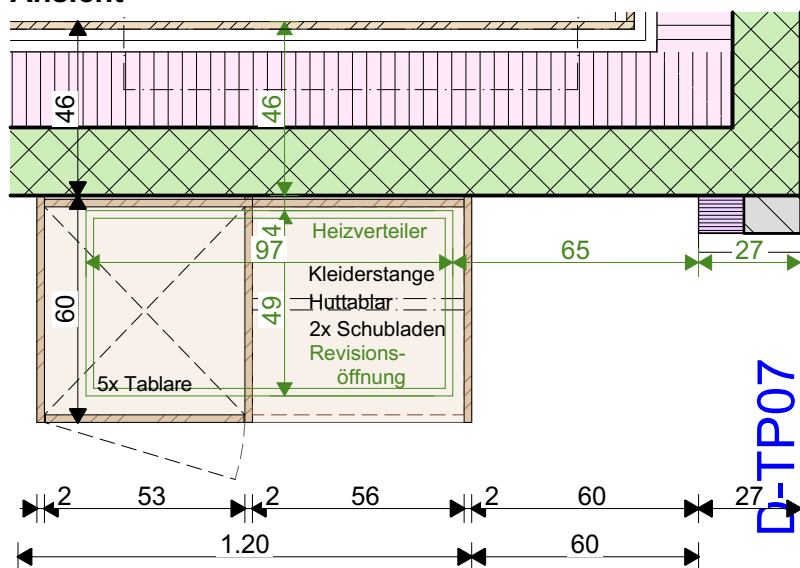 Ansicht
46
46
4
Heizverteiler
97
65
27
Kleiderstange
60
49
Huttablar
2x Schubladen
Revisions-
öffnung
5x Tablare
D-TP07
2 53 2 56 2 60 27
1.20 60